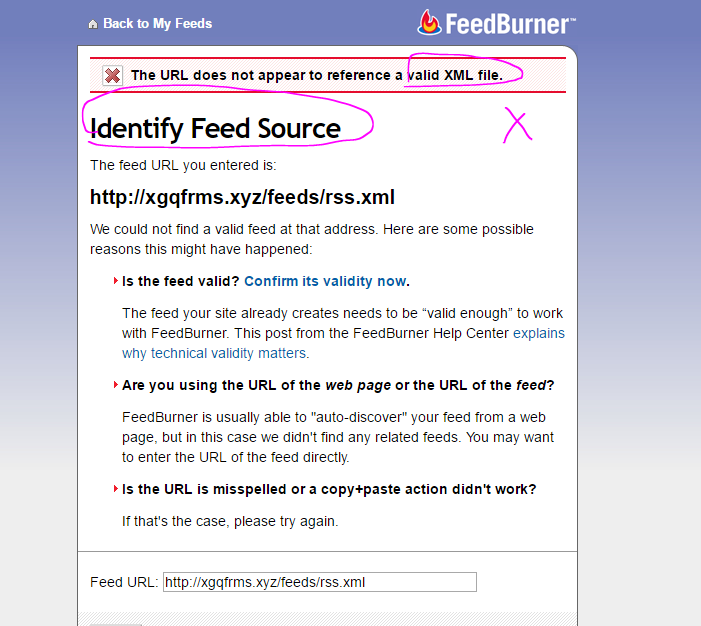 Back to My Feeds
FeedBurner™
The URL does not appear to reference a valid XML file.
Identify Feed Source
The feed URL you entered is:
http://xgqfrms.xyz/feeds/rss.xml
We could not find a valid feed at that address. Here are some possible
reasons this might have happened:
Is the feed valid? Confirm its validity now.
The feed your site already creates needs to be “valid enough” to work
with FeedBurner. This post from the FeedBurner Help Center explains
why technical validity matters.
Are you using the URL of the web page or the URL of the feed?
FeedBurner is usually able to "auto-discover" your feed from a web
page, but in this case we didn't find any related feeds. You may want
to enter the URL of the feed directly.
Is the URL is misspelled or a copy+paste action didn't work?
If that's the case, please try again.
Feed URL: http://xgqfrms.xyz/feeds/rss.xml